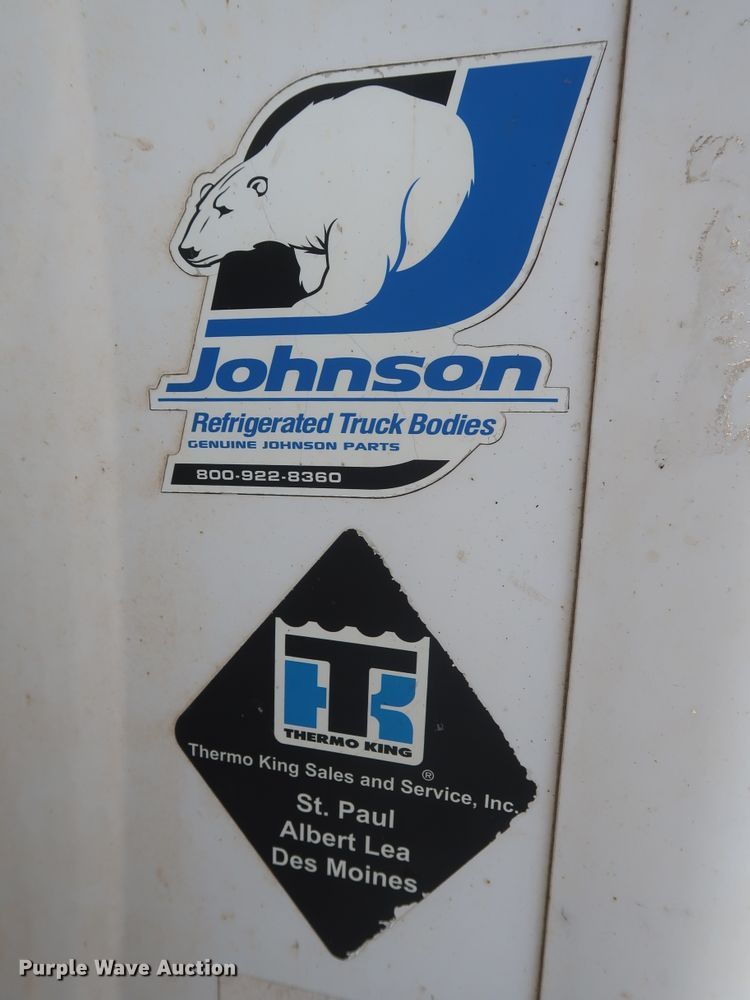 Johnson
Refrigerated Truck Bodies
GENUINE JOHNSON PARTS
800-922-8360
TK
THERMO KING
®
Thermo King Sales and Service, Inc.
St. Paul
Albert Lea
Des Moines
Purple Wave Auction